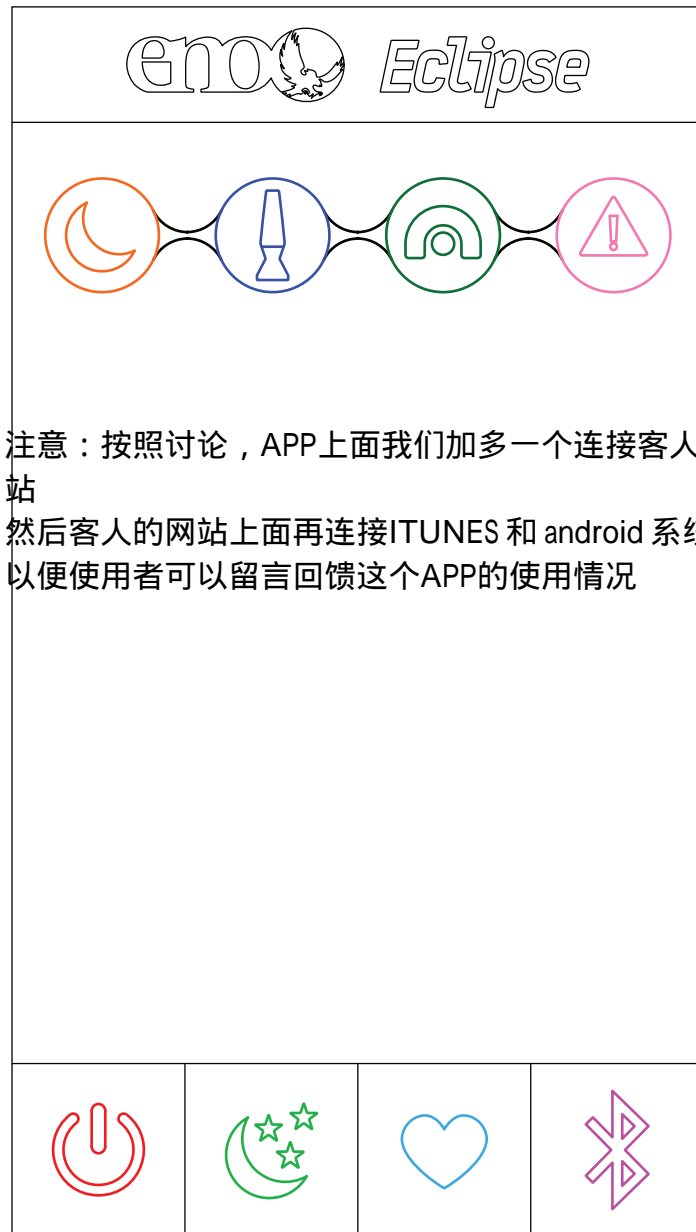 eno Eclipse
注意：按照讨论，APP上面我们加多一个连接客人
站
然后客人的网站上面再连接ITUNES 和 android 系统
以便使用者可以留言回馈这个APP的使用情况